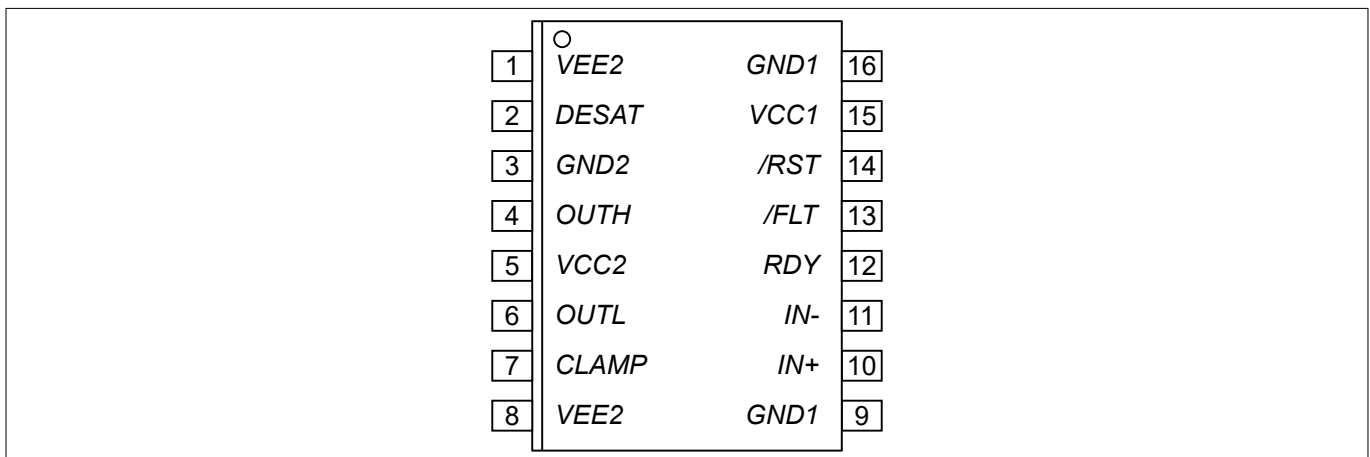 1 VEE2 GND1 16
2 DESAT VCC1 15
3 GND2 /RST 14
4 OUTH /FLT 13
5 VCC2 RDY 12
6 OUTL IN- 11
7 CLAMP IN+ 10
8 VEE2 GND1 9